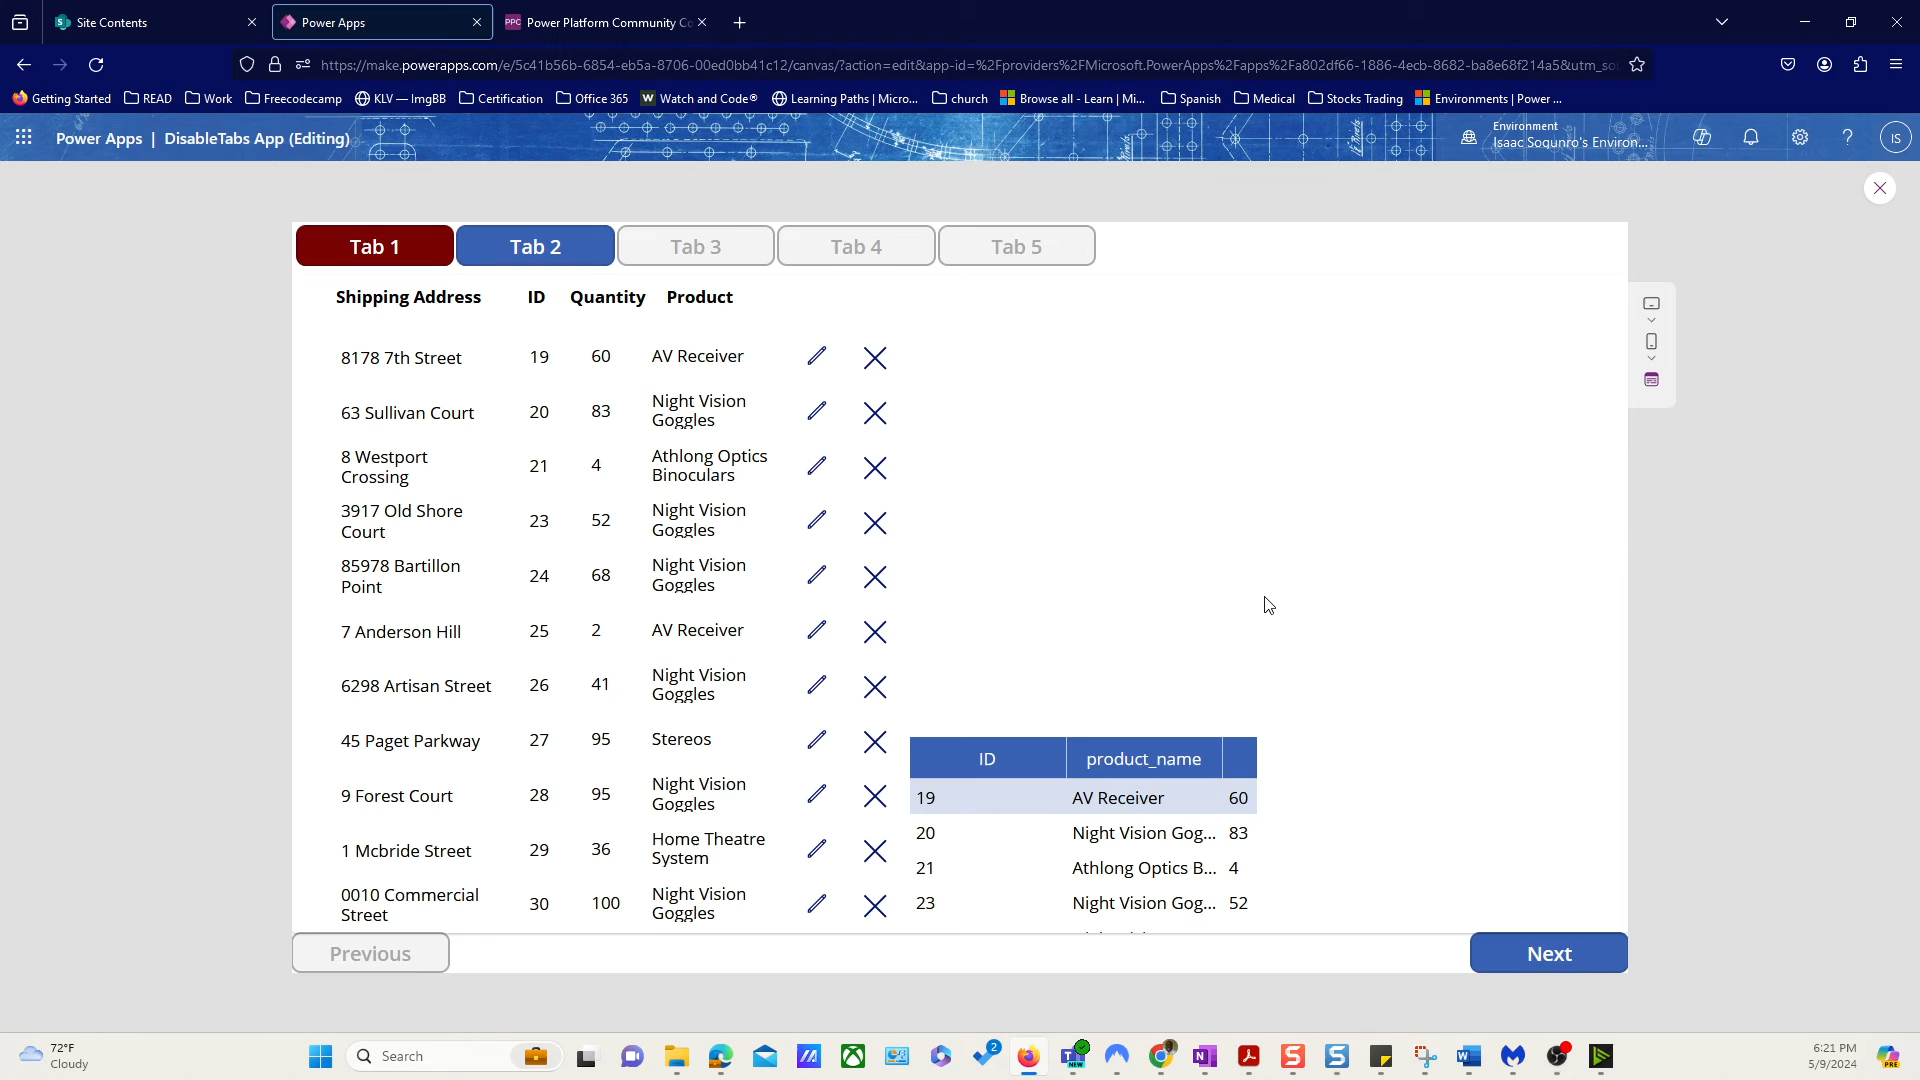 Site Contents
Power Apps
PPC Power Platform Community Co
https://make.powerapps.com/e/5c41b56b-6854-eb5a-8706-00ed0bb41c12/canvas/?action=edit&app-id=%2Fproviders%2FMicrosoft.PowerApps%2Fapps%2Fa802df66-1886-4ecb-8682-ba8e68f214a5&utm_sou
Getting Started READ Work Freecodecamp KLV — ImgBB Certification Office 365 W Watch and Code® Learning Paths | Micro... church Browse all - Learn | Mi... Spanish Medical Stocks Trading Environments | Power ...
Power Apps | DisableTabs App (Editing)
Environment
Isaac Sogunro's Environ...
IS
Tab 1 Tab 2 Tab 3 Tab 4 Tab 5
Shipping Address ID Quantity Product
8178 7th Street 19 60 AV Receiver
63 Sullivan Court 20 83 Night Vision
Goggles
8 Westport
Crossing 21 4 Athlong Optics
Binoculars
3917 Old Shore
Court 23 52 Night Vision
Goggles
85978 Bartillon
Point 24 68 Night Vision
Goggles
7 Anderson Hill 25 2 AV Receiver
6298 Artisan Street 26 41 Night Vision
Goggles
45 Paget Parkway 27 95 Stereos
9 Forest Court 28 95 Night Vision
Goggles
1 Mcbride Street 29 36 Home Theatre
System
0010 Commercial
Street 30 100 Night Vision
Goggles
ID product_name
19 AV Receiver 60
20 Night Vision Gog... 83
21 Athlong Optics B... 4
23 Night Vision Gog... 52
Previous Next
72°F
Cloudy
Search
2
NEW
6:21 PM
5/9/2024
PRE